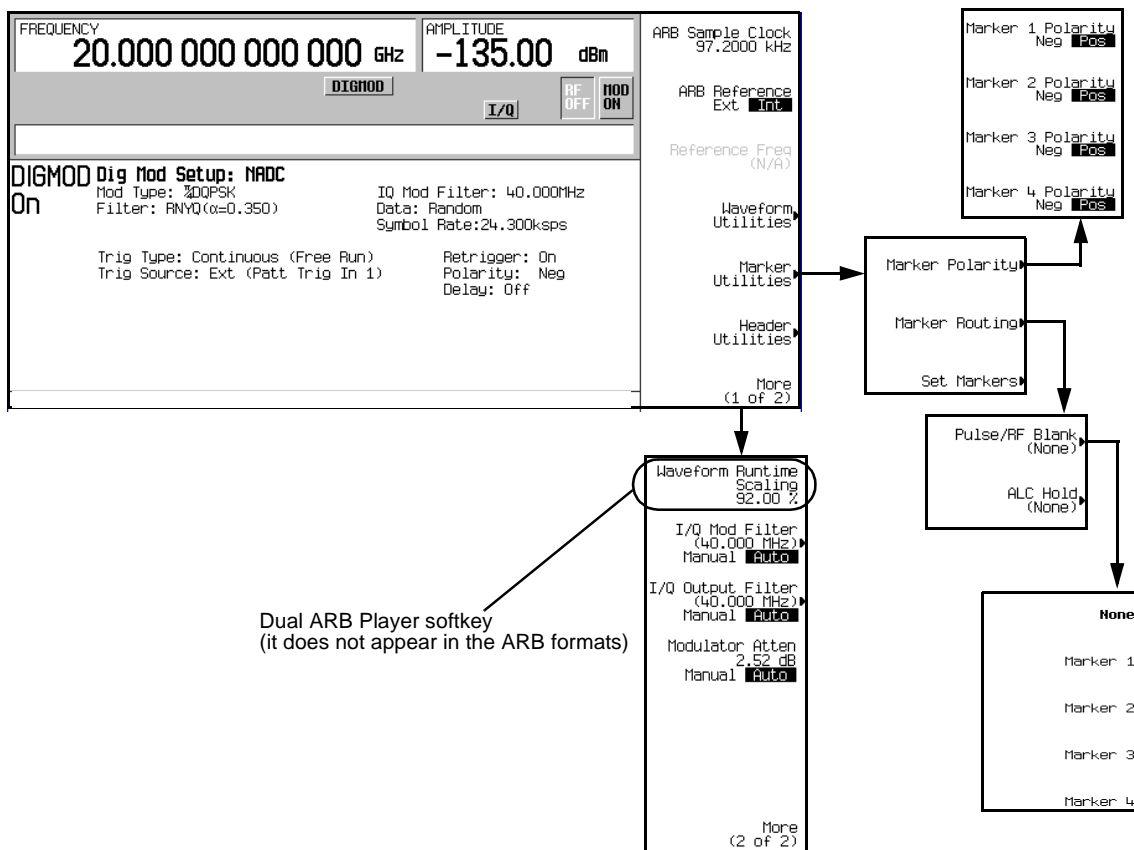 FREQUENCY
20.000 000 000 000 GHz
AMPLITUDE
-135.00 dBm
DIGMOD
I/Q
RF OFF
MOD ON
DIGMOD On
Dig Mod Setup: NADC
Mod Type: π/4DQPSK
Filter: RNYQ(α=0.350)
IQ Mod Filter: 40.000MHz
Data: Random
Symbol Rate:24.300ksps
Trig Type: Continuous (Free Run)
Trig Source: Ext (Patt Trig In 1)
Retrigger: On
Polarity: Neg
Delay: Off
ARB Sample Clock
97.2000 kHz
ARB Reference
Ext Int
Reference Freq
(N/A)
Waveform
Utilities
Marker
Utilities
Header
Utilities
More
(1 of 2)
Marker 1 Polarity
Neg Pos
Marker 2 Polarity
Neg Pos
Marker 3 Polarity
Neg Pos
Marker 4 Polarity
Neg Pos
Marker Polarity
Marker Routing
Set Markers
Pulse/RF Blank
(None)
ALC Hold
(None)
None
Marker 1
Marker 2
Marker 3
Marker 4
Waveform Runtime
Scaling
92.00 %
I/Q Mod Filter
(40.000 MHz)
Manual Auto
I/Q Output Filter
(40.000 MHz)
Manual Auto
Modulator Atten
2.52 dB
Manual Auto
More
(2 of 2)
Dual ARB Player softkey
(it does not appear in the ARB formats)